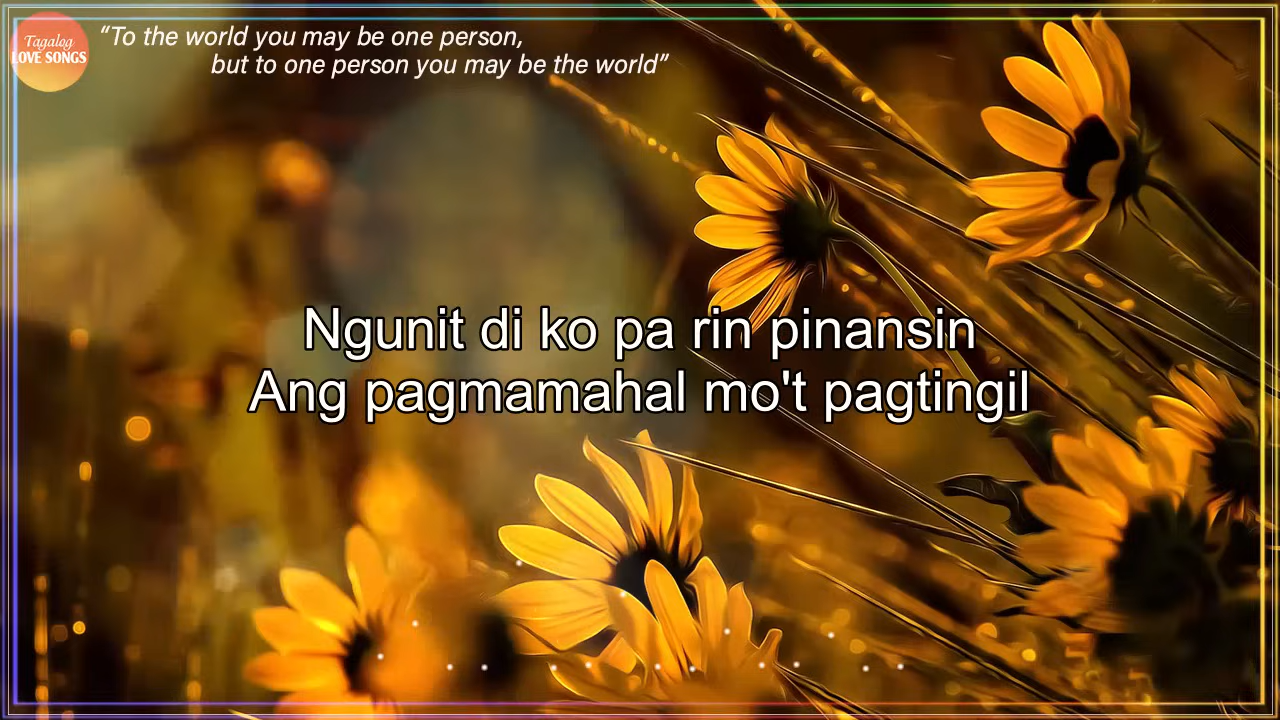 Tagalog
LOVE SONGS
“To the world you may be one person,
but to one person you may be the world”
Ngunit di ko pa rin pinansin
Ang pagmamahal mo't pagtingil